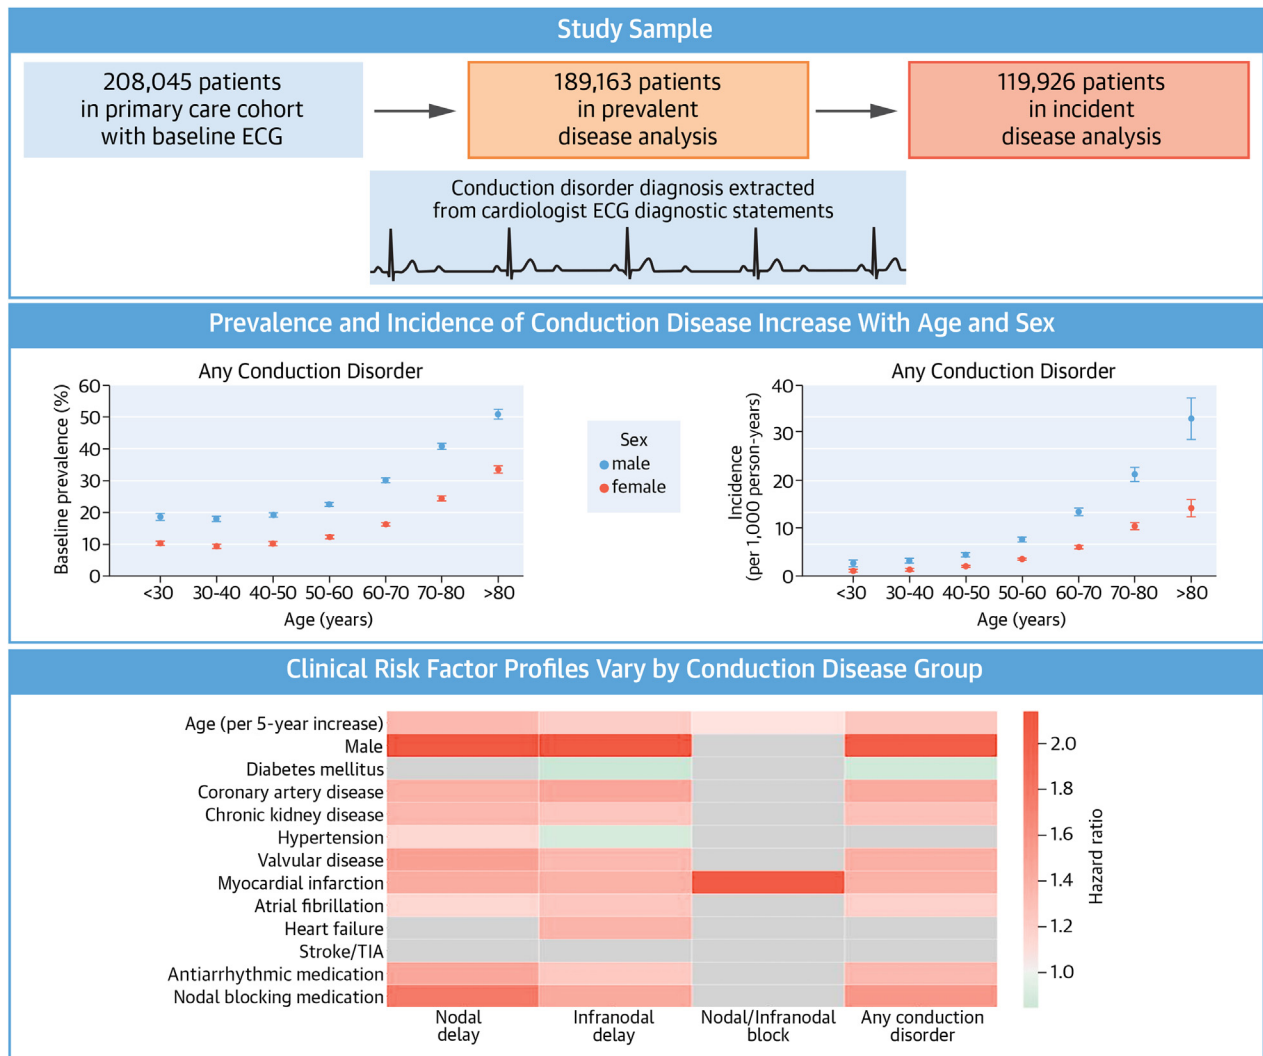 Study Sample
208,045 patients
in primary care cohort
with baseline ECG
189,163 patients
in prevalent
disease analysis
119,926 patients
in incident
disease analysis
Conduction disorder diagnosis extracted
from cardiologist ECG diagnostic statements
Prevalence and Incidence of Conduction Disease Increase With Age and Sex
Any Conduction Disorder
Baseline prevalence (%)
60
50
40
30
20
10
0
<30 30-40 40-50 50-60 60-70 70-80 >80
Age (years)
Sex
male
female
Any Conduction Disorder
Incidence
(per 1,000 person-years)
40
30
20
10
0
<30 30-40 40-50 50-60 60-70 70-80 >80
Age (years)
Clinical Risk Factor Profiles Vary by Conduction Disease Group
Age (per 5-year increase)
Male
Diabetes mellitus
Coronary artery disease
Chronic kidney disease
Hypertension
Valvular disease
Myocardial infarction
Atrial fibrillation
Heart failure
Stroke/TIA
Antiarrhythmic medication
Nodal blocking medication
Nodal
delay
Infranodal
delay
Nodal/Infranodal
block
Any conduction
disorder
2.0
1.8
1.6
1.4
1.2
1.0
Hazard ratio